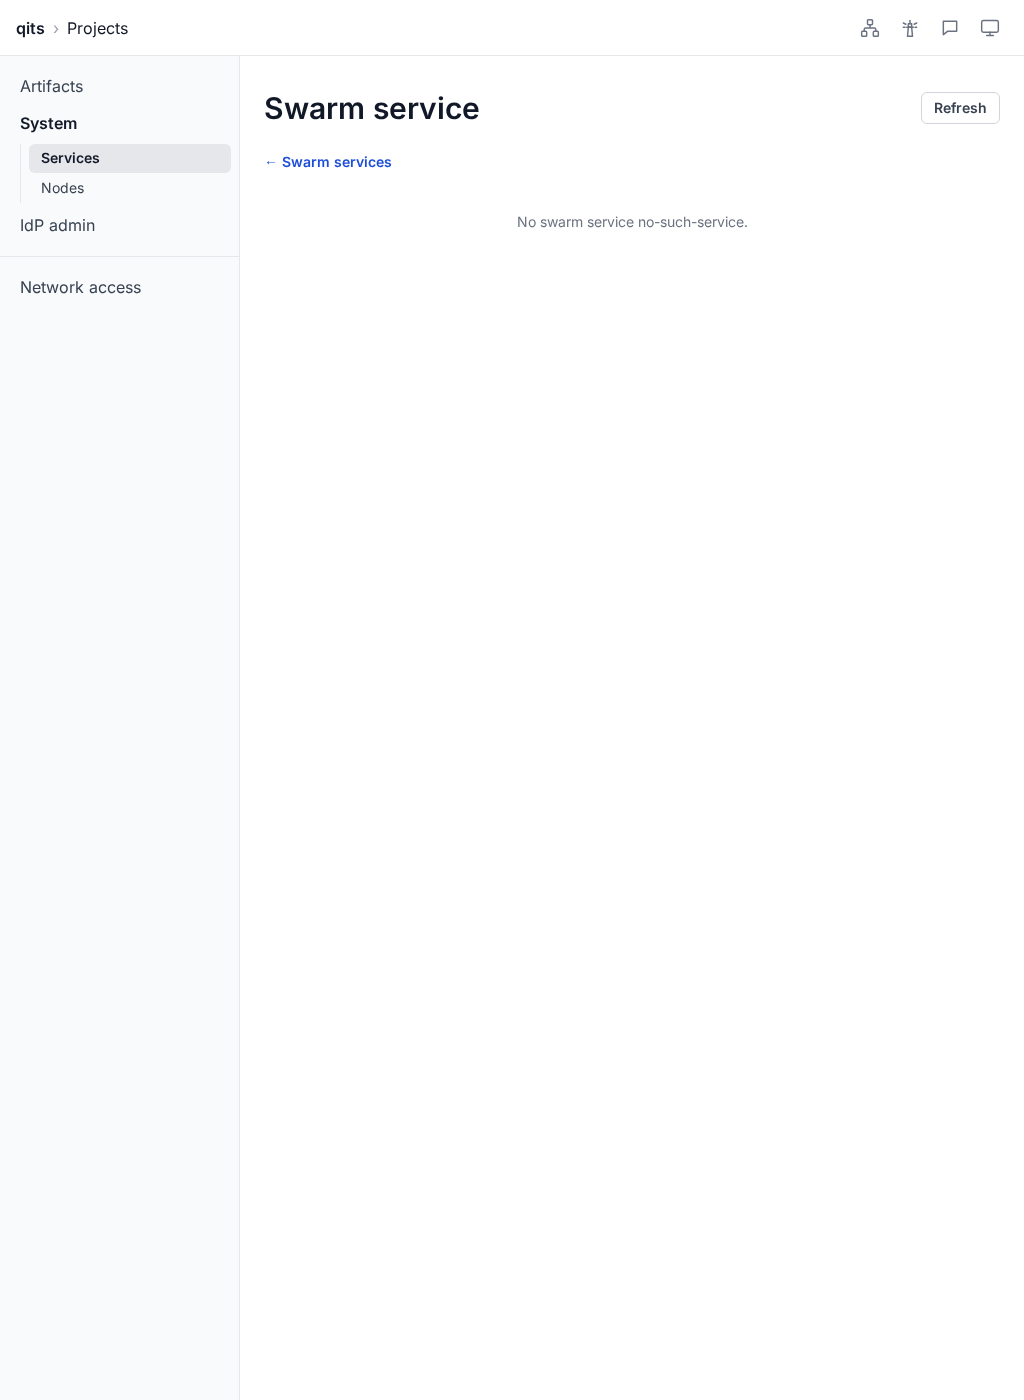 qits › Projects
Artifacts
System
Services
Nodes
IdP admin
Network access
Swarm service
Refresh
← Swarm services
No swarm service no-such-service.